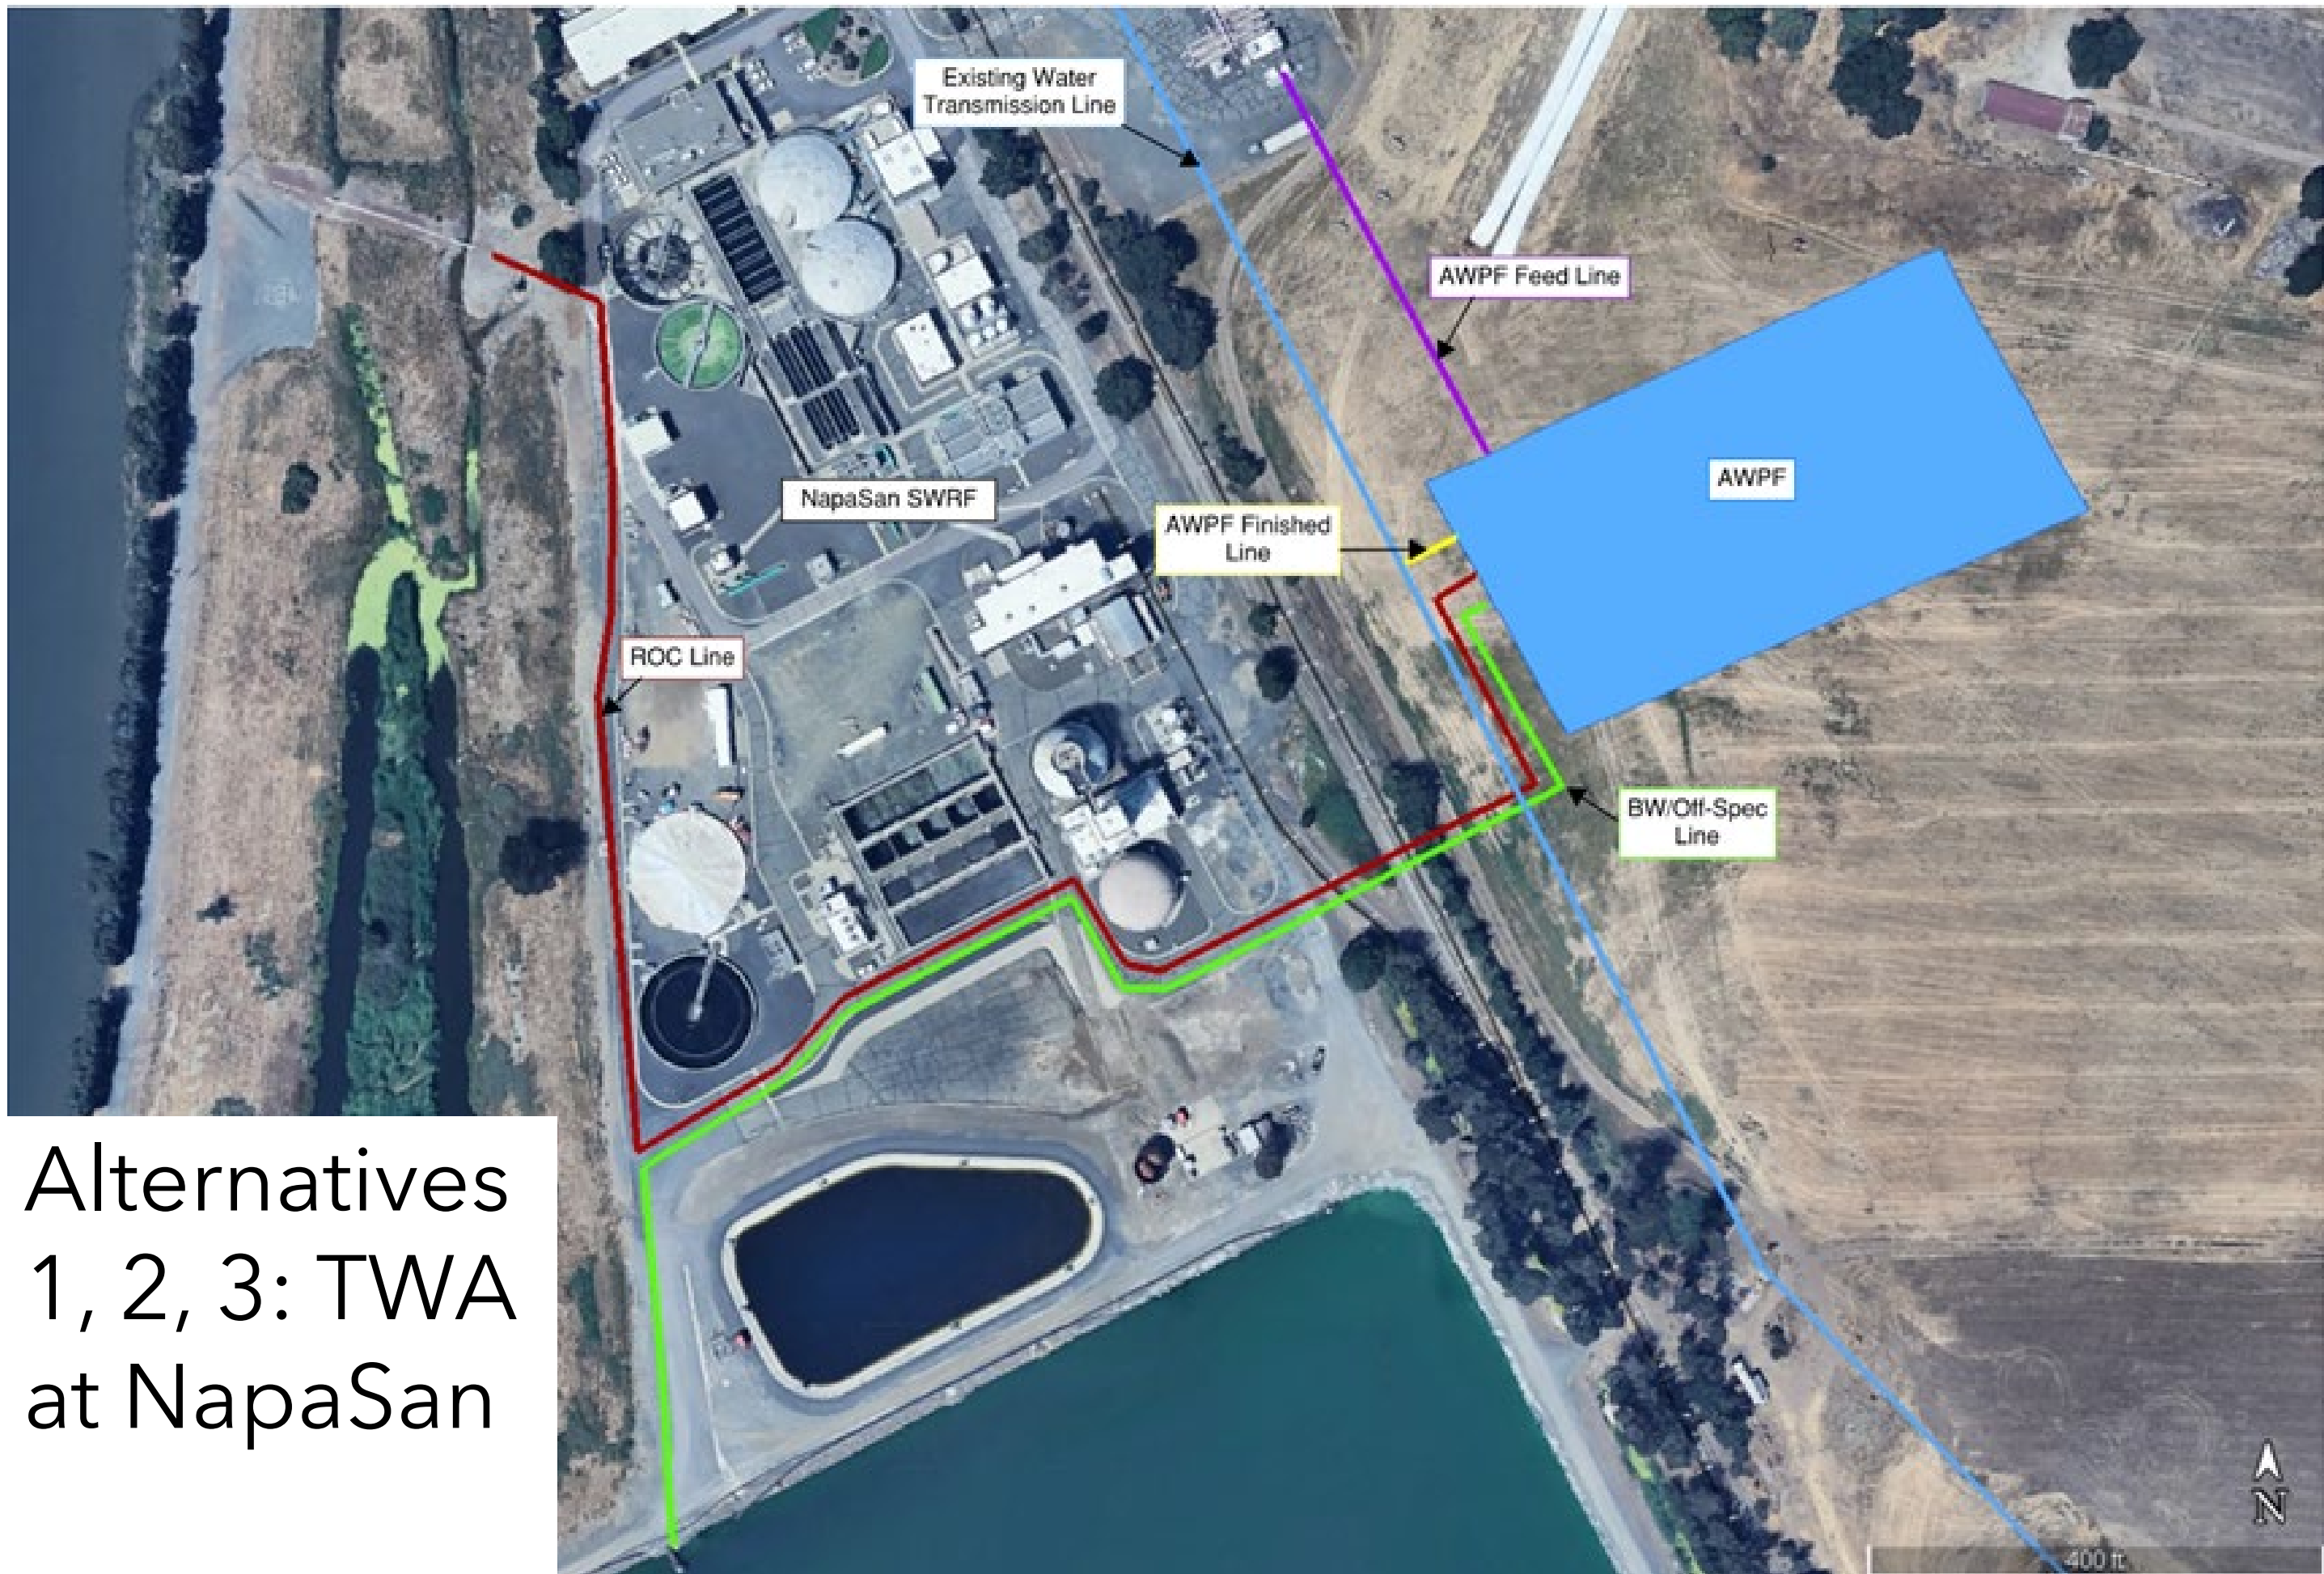 Existing Water
Transmission Line
AWPF Feed Line
AWPF
NapaSan SWRF
AWPF Finished
Line
ROC Line
BW/Off-Spec
Line
Alternatives
1, 2, 3: TWA
at NapaSan
N
400 ft